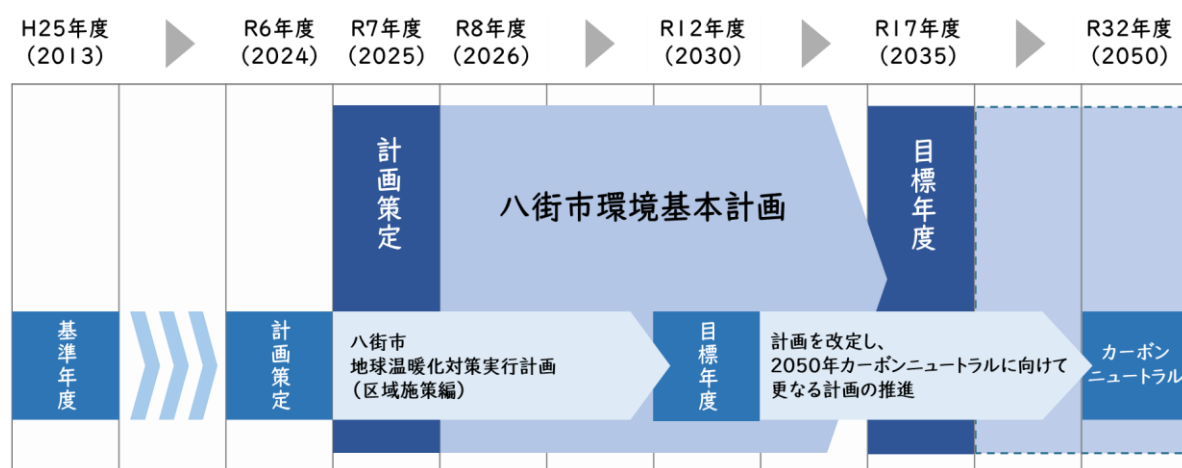 H25年度
(2013)
R6年度
(2024)
R7年度
(2025)
R8年度
(2026)
R12年度
(2030)
R17年度
(2035)
R32年度
(2050)
計画策定
八街市環境基本計画
目標年度
基準年度
計画策定
八街市
地球温暖化対策実行計画
(区域施策編)
目標年度
計画を改定し、
2050年カーボンニュートラルに向けて
更なる計画の推進
カーボン
ニュートラル